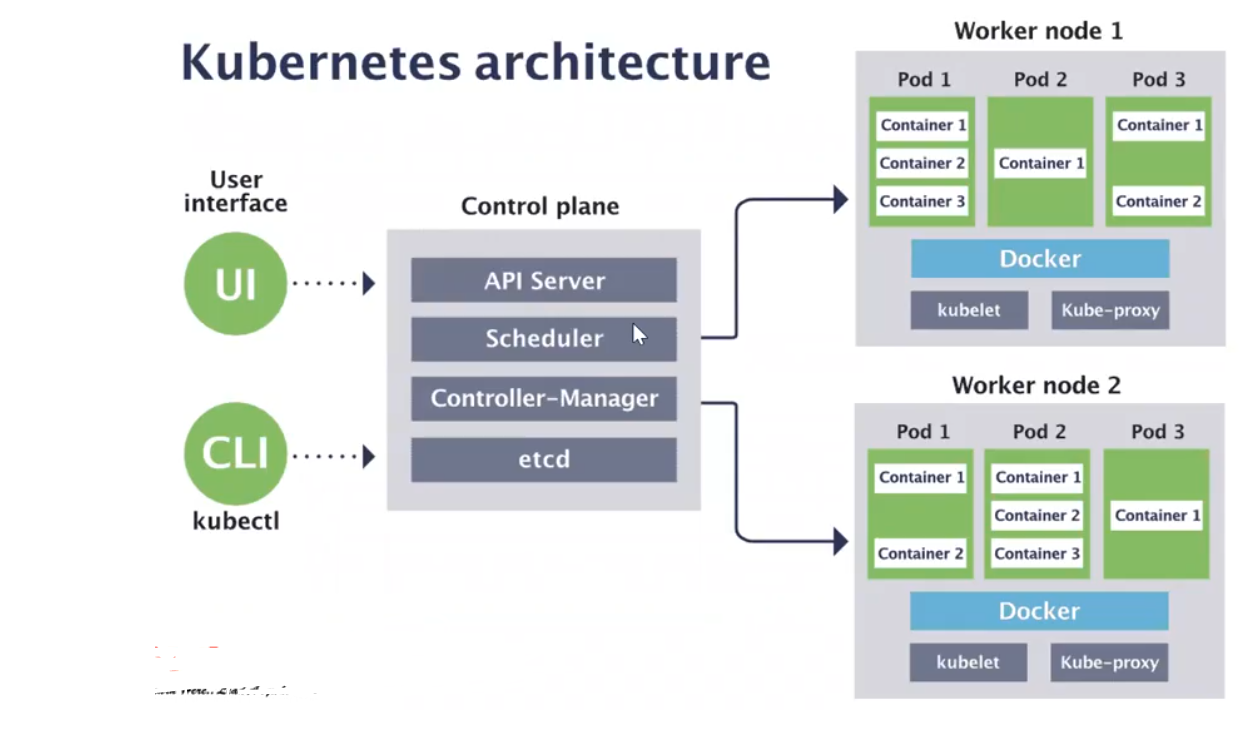 Kubernetes architecture
User
interface
UI
CLI
kubectl
Control plane
API Server
Scheduler
Controller-Manager
etcd
Worker node 1
Pod 1
Container 1
Container 2
Container 3
Pod 2
Container 1
Pod 3
Container 1
Container 2
Docker
kubelet
Kube-proxy
Worker node 2
Pod 1
Container 1
Container 2
Pod 2
Container 1
Container 2
Container 3
Pod 3
Container 1
Docker
kubelet
Kube-proxy